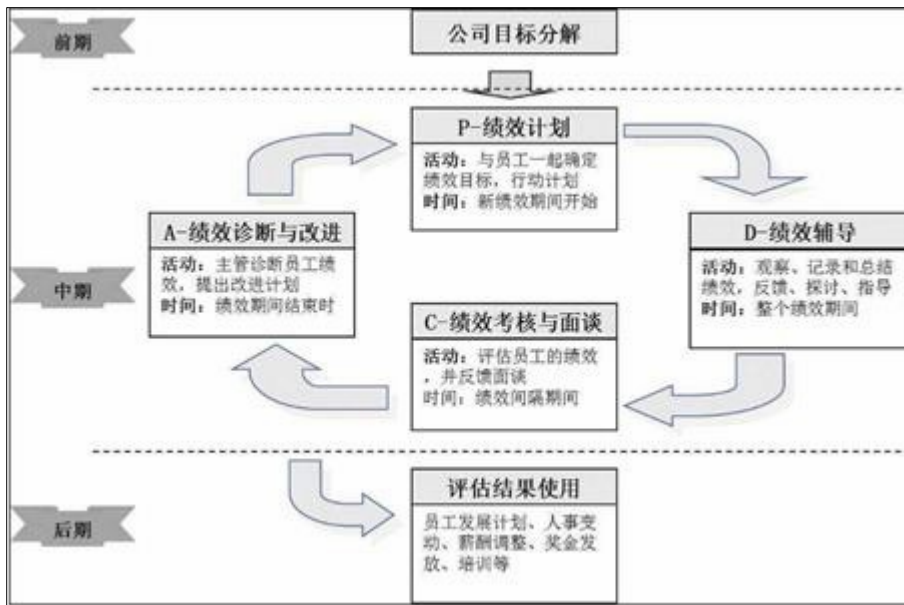 前期
公司目标分解
P-绩效计划
活动：与员工一起确定
绩效目标，行动计划
时间：新绩效期间开始
A-绩效诊断与改进
活动：主管诊断员工绩
效，提出改进计划
时间：绩效期间结束时
D-绩效辅导
活动：观察、记录和总结
绩效，反馈、探讨、指导
时间：整个绩效期间
中期
C-绩效考核与面谈
活动：评估员工的绩效
，并反馈面谈
时间：绩效间隔期间
后期
评估结果使用
员工发展计划、人事变
动、薪酬调整、奖金发
放、培训等